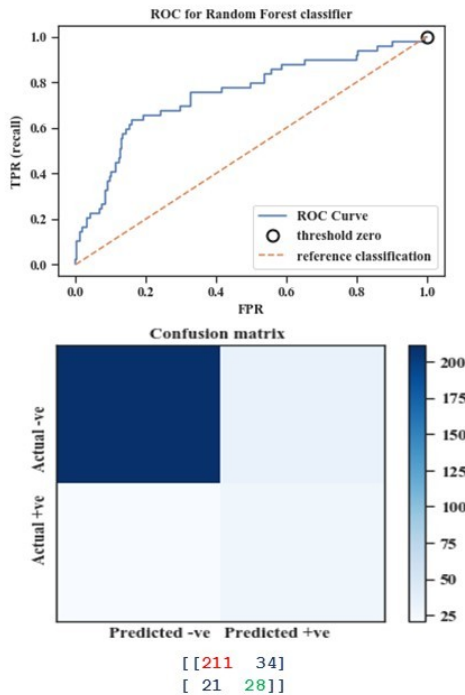 ROC for Random Forest classifier
1.0
0.8
0.6
0.4
0.2
0.0
TPR (recall)
ROC Curve
threshold zero
reference classification
0.0 0.2 0.4 0.6 0.8 1.0
FPR
Confusion matrix
Actual -ve
Actual +ve
200
175
150
125
100
75
50
25
Predicted -ve Predicted +ve
[[211 34]
[ 21 28]]